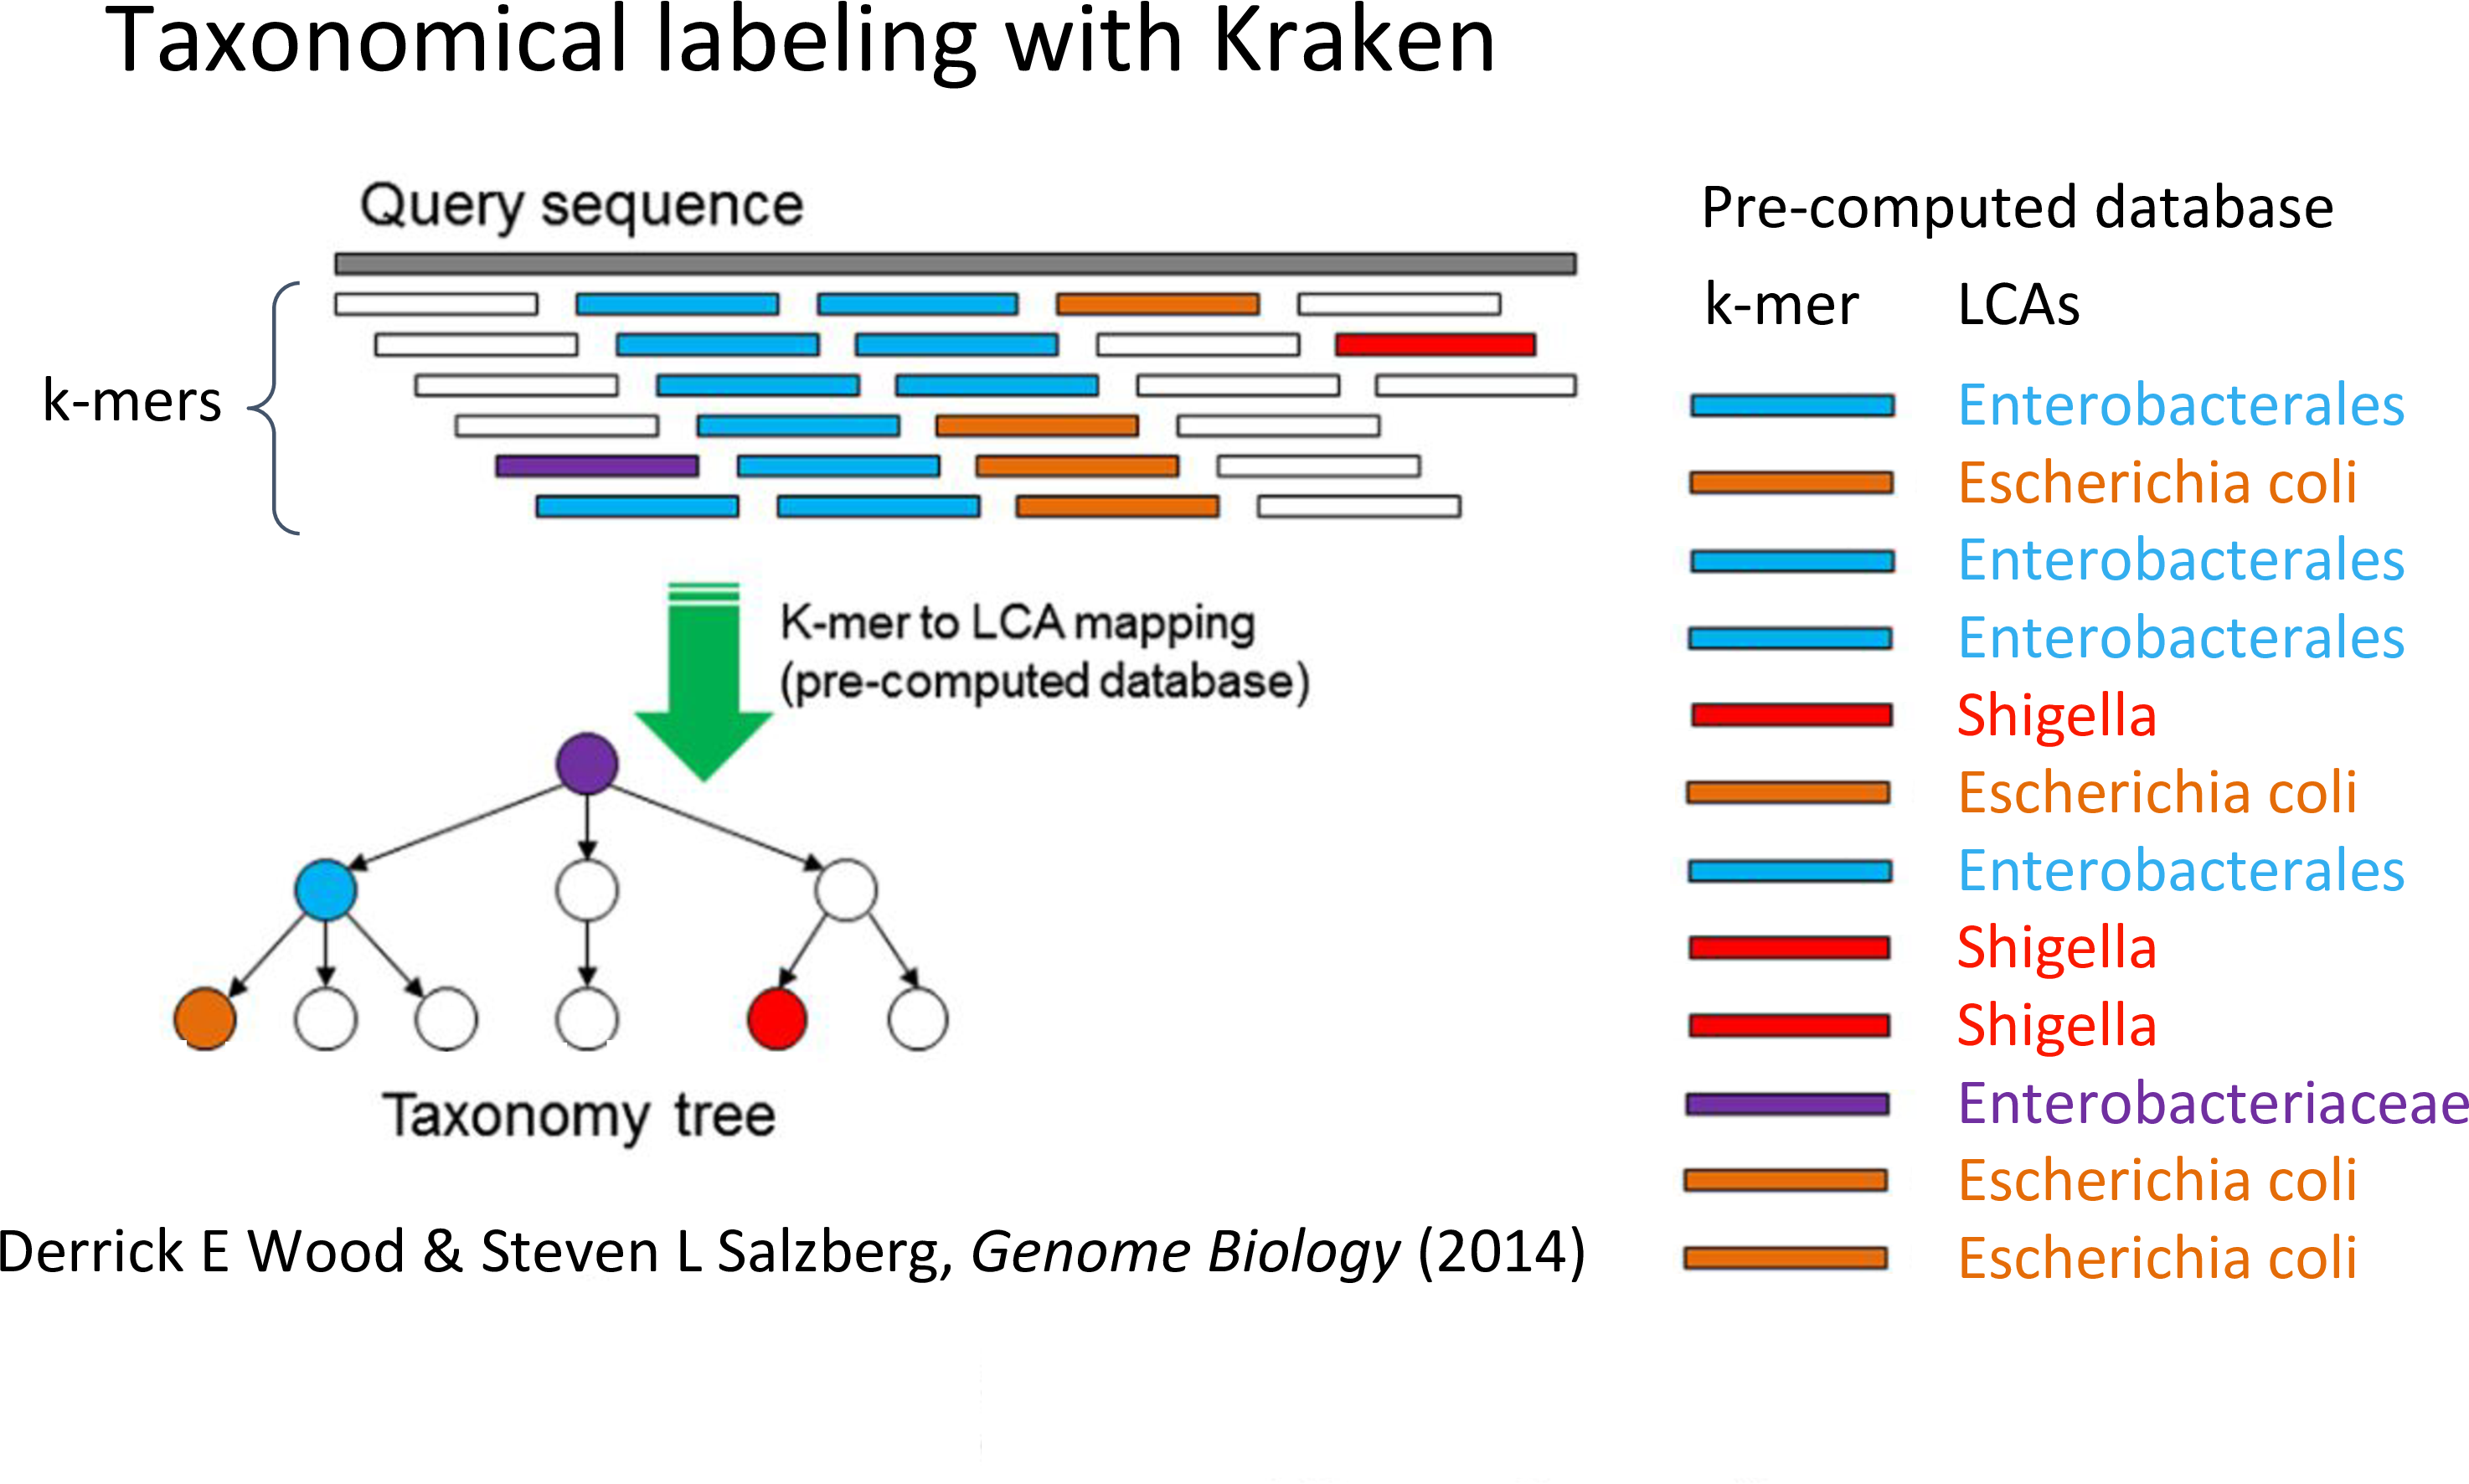 Taxonomical labeling with Kraken
Query sequence
k-mers
K-mer to LCA mapping
(pre-computed database)
Taxonomy tree
Derrick E Wood & Steven L Salzberg, Genome Biology (2014)
Pre-computed database
k-mer LCAs
Enterobacterales
Escherichia coli
Enterobacterales
Enterobacterales
Shigella
Escherichia coli
Enterobacterales
Shigella
Shigella
Enterobacteriaceae
Escherichia coli
Escherichia coli